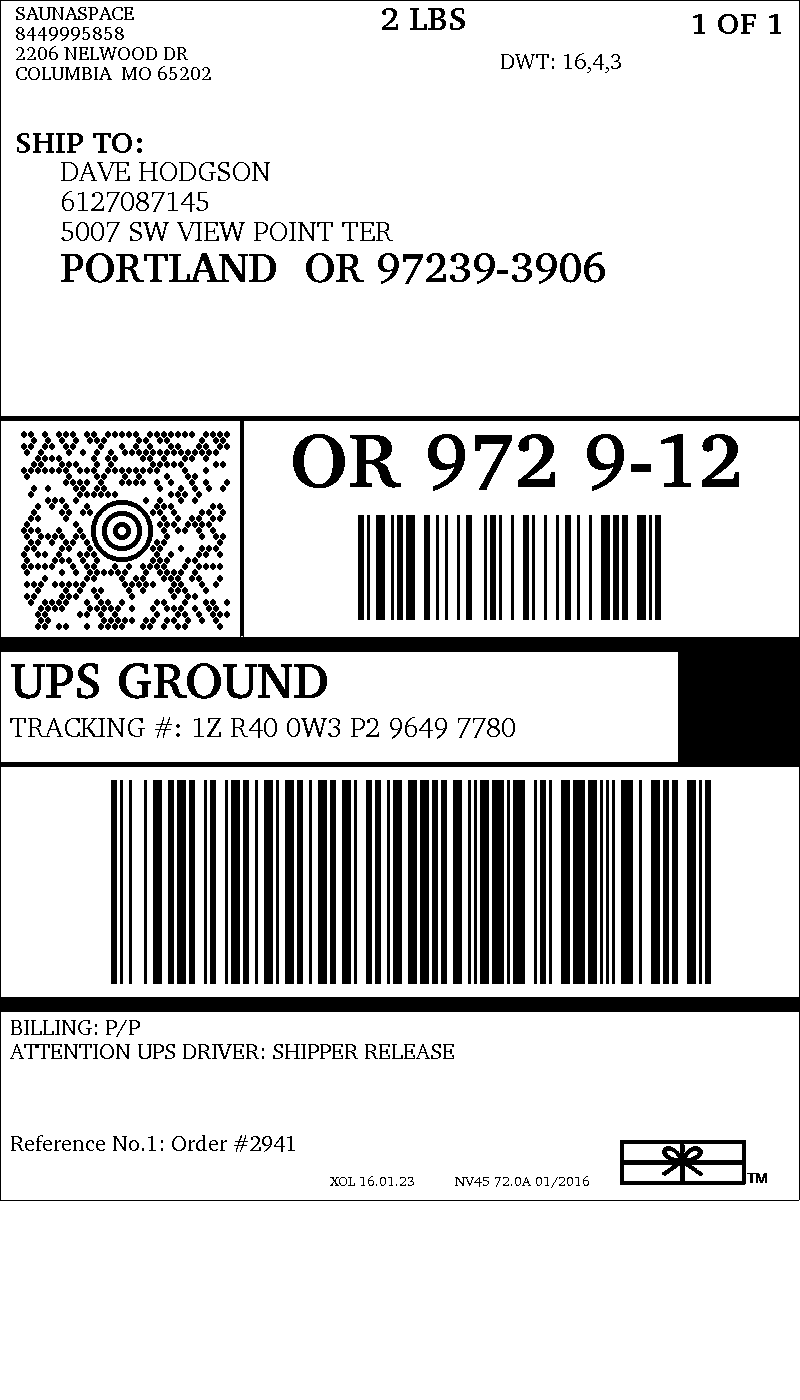 SAUNASPACE
8449995858
2206 NELWOOD DR
COLUMBIA  MO 65202
2 LBS
1 OF 1
DWT: 16,4,3
SHIP TO:
DAVE HODGSON
6127087145
5007 SW VIEW POINT TER
PORTLAND  OR 97239-3906
OR 972 9-12
UPS GROUND
TRACKING #: 1Z R40 0W3 P2 9649 7780
BILLING: P/P
ATTENTION UPS DRIVER: SHIPPER RELEASE
Reference No.1: Order #2941
XOL 16.01.23 NV45 72.0A 01/2016
TM